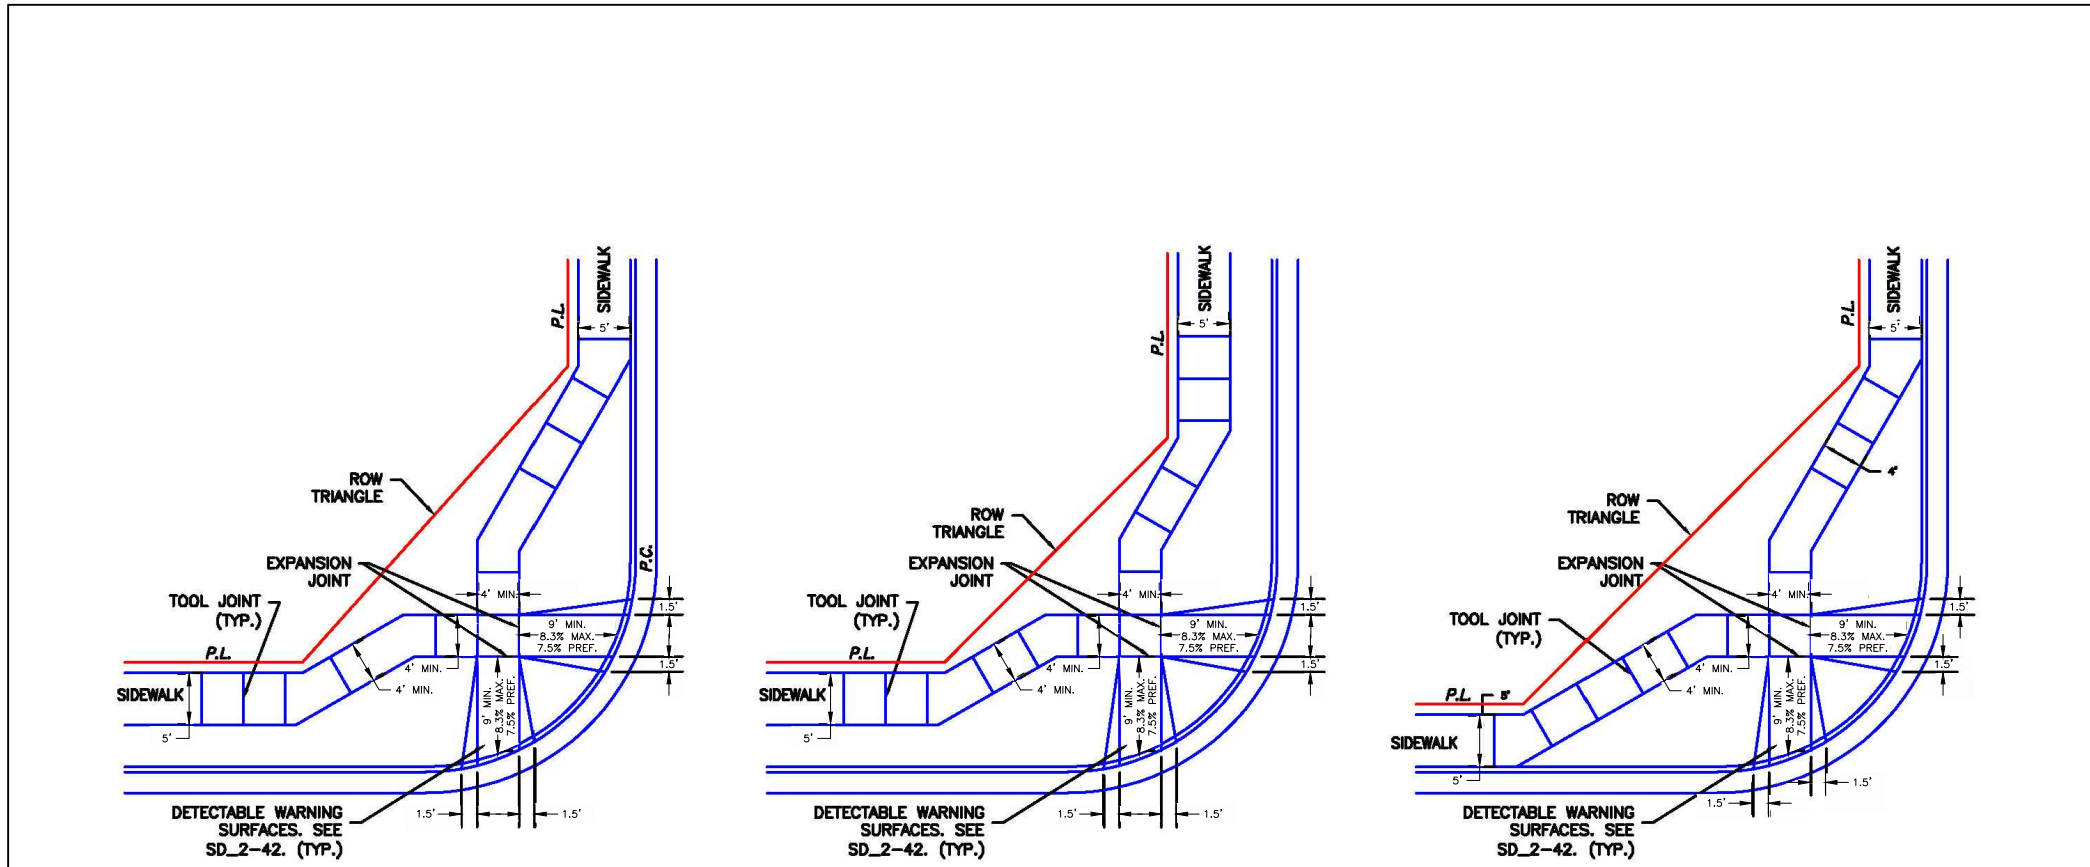 SIDEWALK
P.L.
5'
ROW
TRIANGLE
P.C.
EXPANSION
JOINT
TOOL JOINT
(TYP.)
4' MIN.
1.5'
9' MIN.
8.3% MAX.
7.5% PREF.
P.L.
4' MIN.
1.5'
4' MIN.
SIDEWALK
5'
9' MIN.
8.3% MAX.
7.5% PREF.
DETECTABLE WARNING
SURFACES. SEE
SD_2-42. (TYP.)
1.5'
1.5'
SIDEWALK
5'
P.L.
ROW
TRIANGLE
EXPANSION
JOINT
TOOL JOINT
(TYP.)
4' MIN.
1.5'
9' MIN.
8.3% MAX.
7.5% PREF.
P.L.
4' MIN.
1.5'
4' MIN.
SIDEWALK
5'
9' MIN.
8.3% MAX.
7.5% PREF.
DETECTABLE WARNING
SURFACES. SEE
SD_2-42. (TYP.)
1.5'
1.5'
SIDEWALK
P.L.
5'
4'
ROW
TRIANGLE
EXPANSION
JOINT
4' MIN.
1.5'
TOOL JOINT
(TYP.)
9' MIN.
8.3% MAX.
7.5% PREF.
4' MIN.
1.5'
4' MIN.
P.L.
5'
SIDEWALK
5'
9' MIN.
8.3% MAX.
7.5% PREF.
1.5'
1.5'
DETECTABLE WARNING
SURFACES. SEE
SD_2-42. (TYP.)